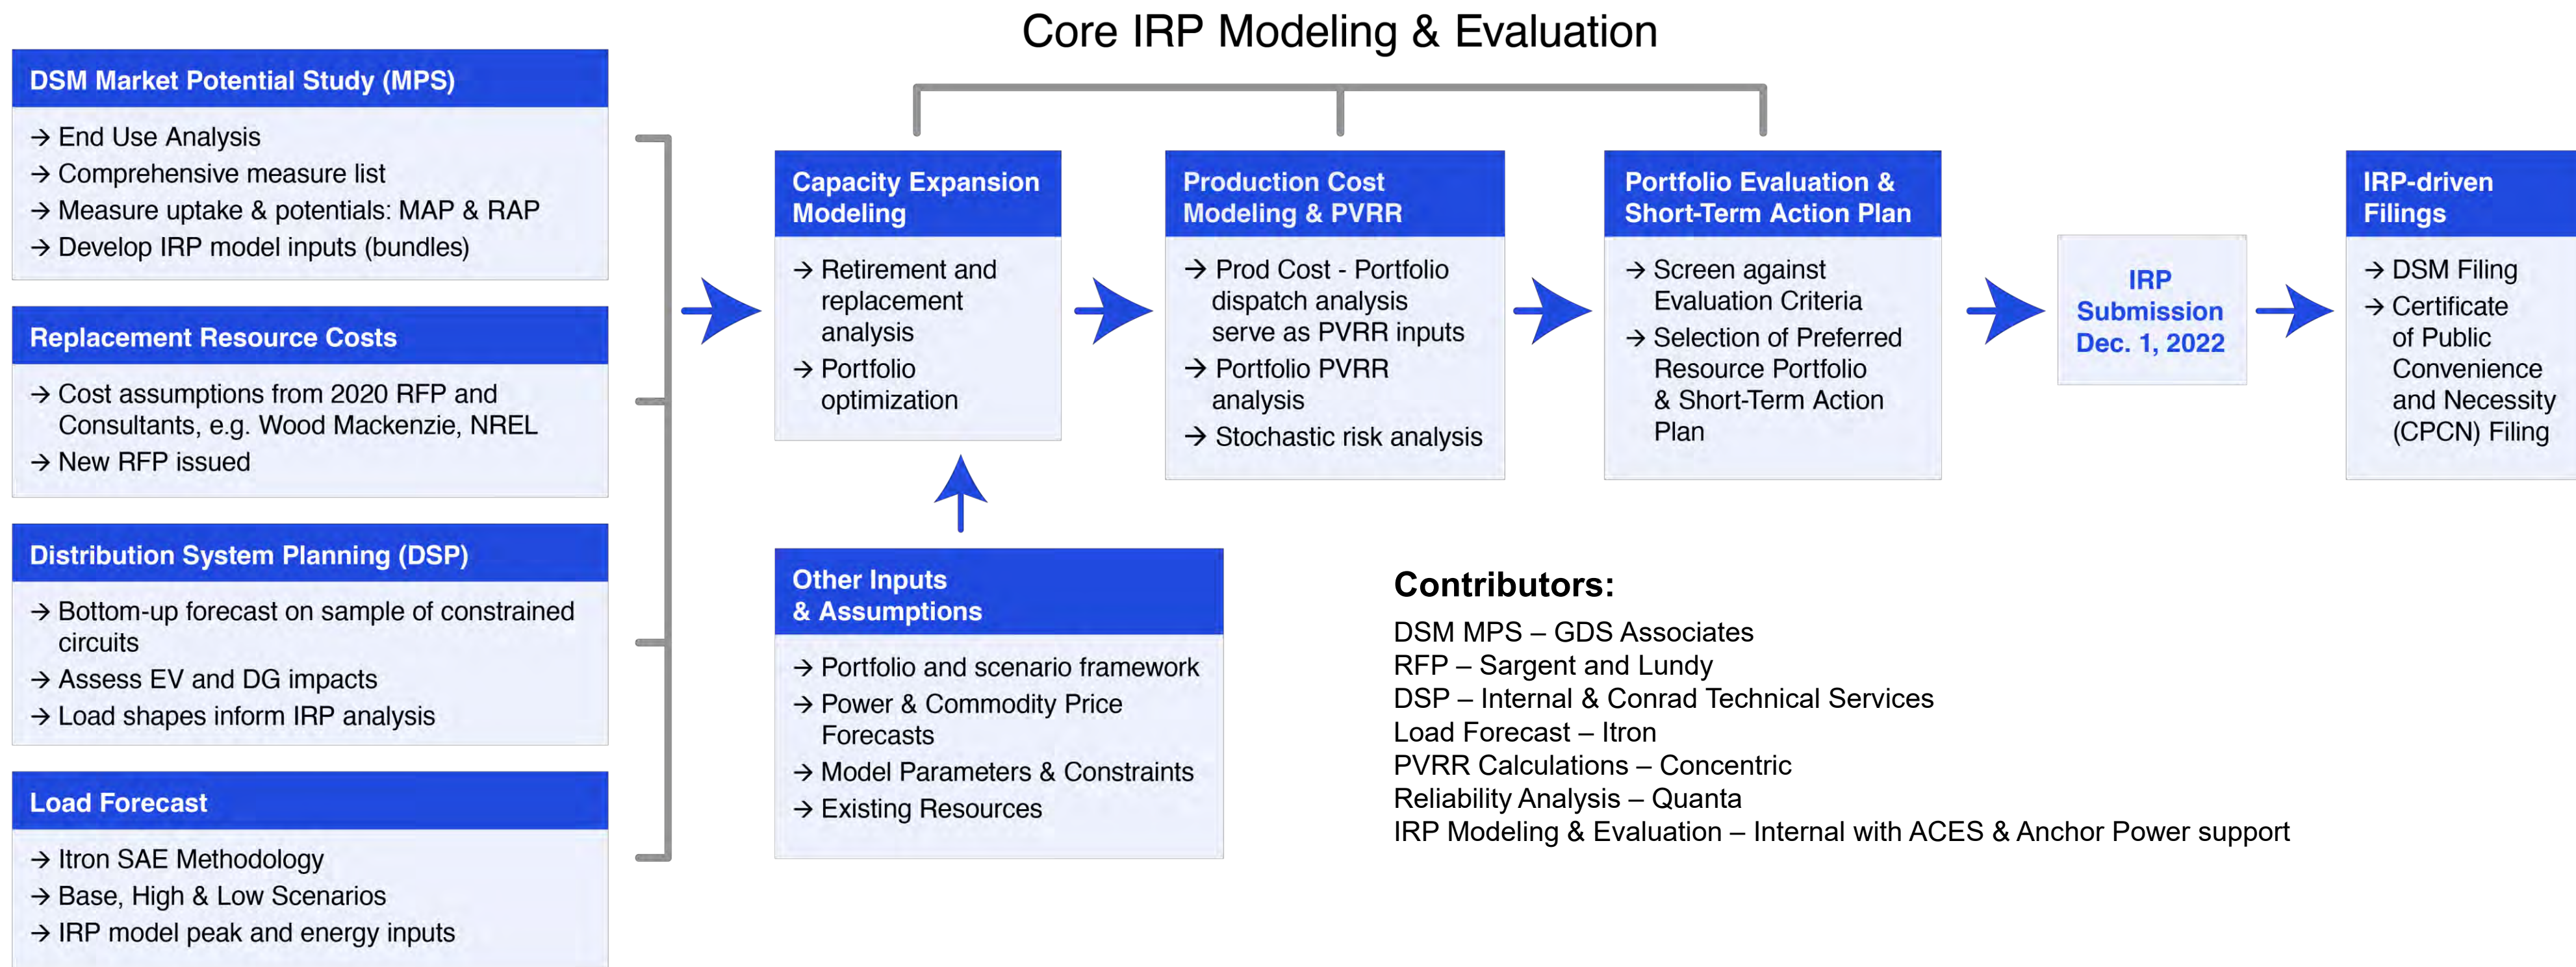 Core IRP Modeling & Evaluation
DSM Market Potential Study (MPS)
→ End Use Analysis
→ Comprehensive measure list
→ Measure uptake & potentials: MAP & RAP
→ Develop IRP model inputs (bundles)
Replacement Resource Costs
→ Cost assumptions from 2020 RFP and
Consultants, e.g. Wood Mackenzie, NREL
→ New RFP issued
Distribution System Planning (DSP)
→ Bottom-up forecast on sample of constrained
circuits
→ Assess EV and DG impacts
→ Load shapes inform IRP analysis
Load Forecast
→ Itron SAE Methodology
→ Base, High & Low Scenarios
→ IRP model peak and energy inputs
Capacity Expansion
Modeling
→ Retirement and
replacement
analysis
→ Portfolio
optimization
Other Inputs
& Assumptions
→ Portfolio and scenario framework
→ Power & Commodity Price
Forecasts
→ Model Parameters & Constraints
→ Existing Resources
Production Cost
Modeling & PVRR
→ Prod Cost - Portfolio
dispatch analysis
serve as PVRR inputs
→ Portfolio PVRR
analysis
→ Stochastic risk analysis
Portfolio Evaluation &
Short-Term Action Plan
→ Screen against
Evaluation Criteria
→ Selection of Preferred
Resource Portfolio
& Short-Term Action
Plan
IRP
Submission
Dec. 1, 2022
IRP-driven
Filings
→ DSM Filing
→ Certificate
of Public
Convenience
and Necessity
(CPCN) Filing
Contributors:
DSM MPS – GDS Associates
RFP – Sargent and Lundy
DSP – Internal & Conrad Technical Services
Load Forecast – Itron
PVRR Calculations – Concentric
Reliability Analysis – Quanta
IRP Modeling & Evaluation – Internal with ACES & Anchor Power support